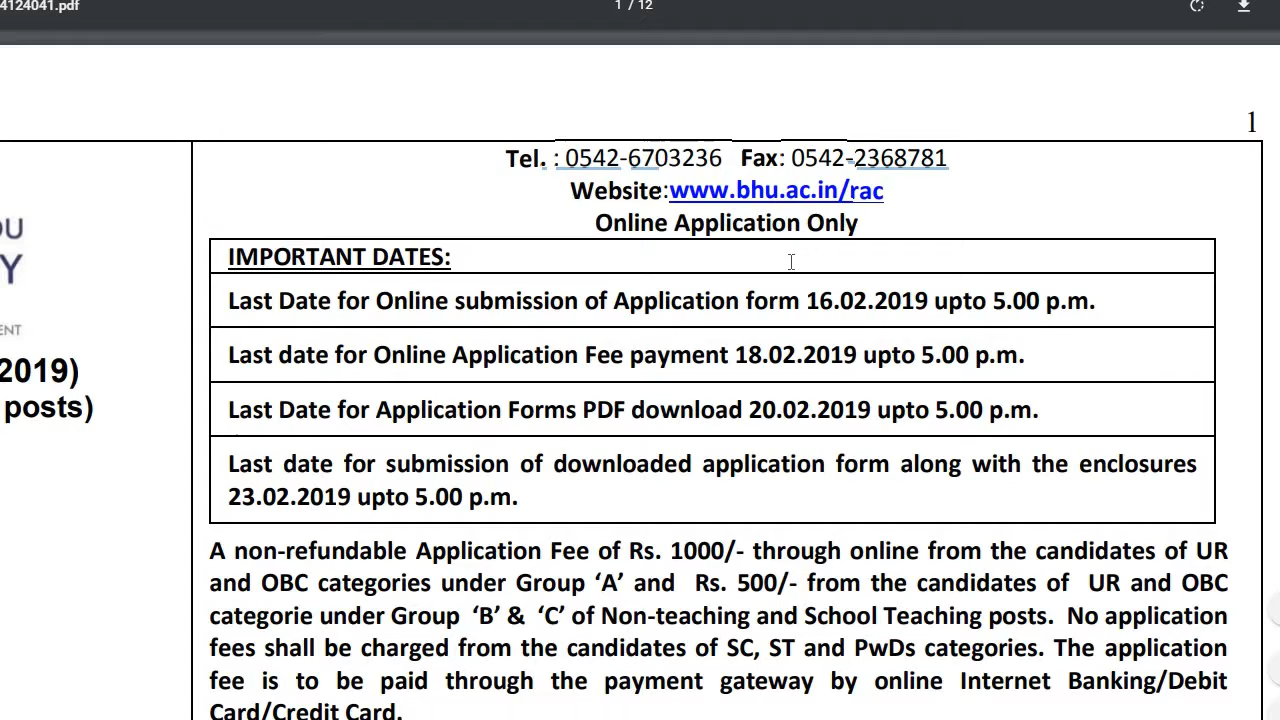 4124041.pdf
1 / 12
1
OU
Y
ENT
2019)
posts)
Tel. : 0542-6703236 Fax: 0542-2368781
Website:www.bhu.ac.in/rac
Online Application Only
IMPORTANT DATES:
Last Date for Online submission of Application form 16.02.2019 upto 5.00 p.m.
Last date for Online Application Fee payment 18.02.2019 upto 5.00 p.m.
Last Date for Application Forms PDF download 20.02.2019 upto 5.00 p.m.
Last date for submission of downloaded application form along with the enclosures
23.02.2019 upto 5.00 p.m.
A non-refundable Application Fee of Rs. 1000/- through online from the candidates of UR
and OBC categories under Group ‘A’ and Rs. 500/- from the candidates of UR and OBC
categorie under Group ‘B’ & ‘C’ of Non-teaching and School Teaching posts. No application
fees shall be charged from the candidates of SC, ST and PwDs categories. The application
fee is to be paid through the payment gateway by online Internet Banking/Debit
Card/Credit Card.